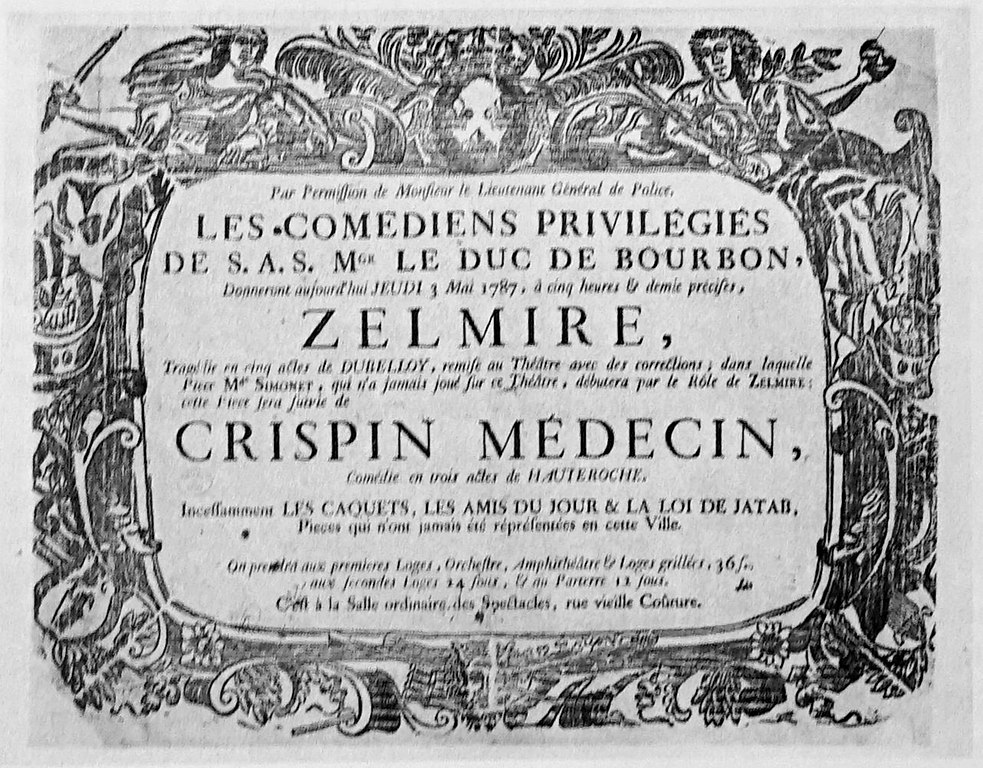 Par Permiſſion de Monſieur le Lieutenant Général de Police,
LES COMÉDIENS PRIVILÉGIÉS
DE S. A. S. Mgr LE DUC DE BOURBON,
Donneront aujourd'hui JEUDI 3 Mai 1787, à cinq heures & demie préciſes,
ZELMIRE,
Tragédie en cinq actes de DUBELLOY, remiſe au Théâtre avec des corrections; dans laquelle
Piece Mde SIMONET, qui n'a jamais joué ſur ce Théâtre, débutera par le Rôle de ZELMIRE;
cette Piece ſera ſuivie de
CRISPIN MÉDECIN,
Comédie en trois actes de HAUTEROCHE.
Inceſſamment LES CAQUETS, LES AMIS DU JOUR & LA LOI DE JATAB,
Pieces qui n'ont jamais été répréſentées en cette Ville.
On prendra aux premieres Loges, Orcheſtre, Amphithéâtre & Loges grillées, 36 ſ.,
aux ſecondes Loges 24 ſous, & au Parterre 12 ſous.
C'eſt à la Salle ordinaire des Spectacles, rue vieille Coûture.